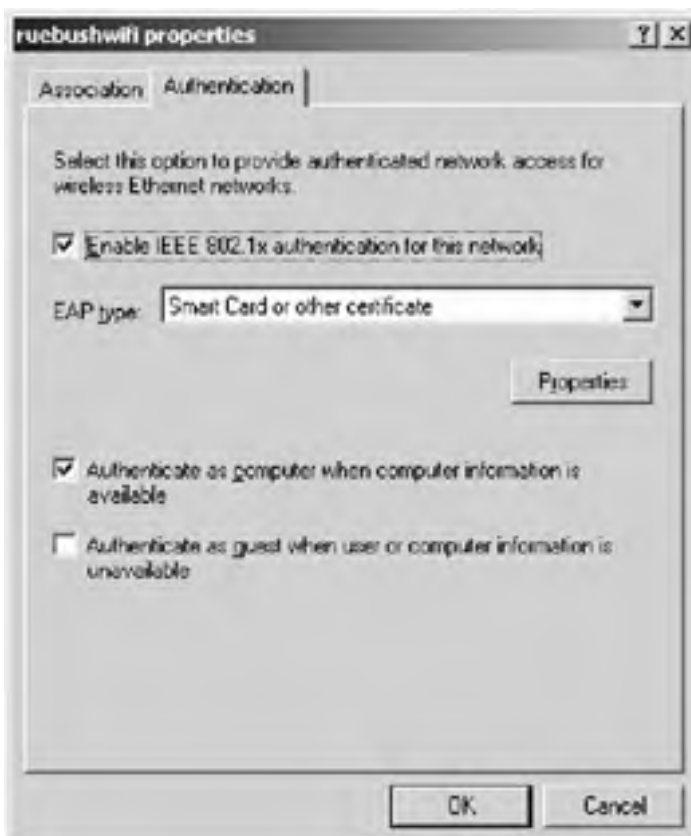 ruebushwifi properties
Association
Authentication
Select this option to provide authenticated network access for
wireless Ethernet networks.
Enable IEEE 802.1x authentication for this network
EAP type:
Smart Card or other certificate
Properties
Authenticate as computer when computer information is
available
Authenticate as guest when user or computer information is
unavailable
OK
Cancel